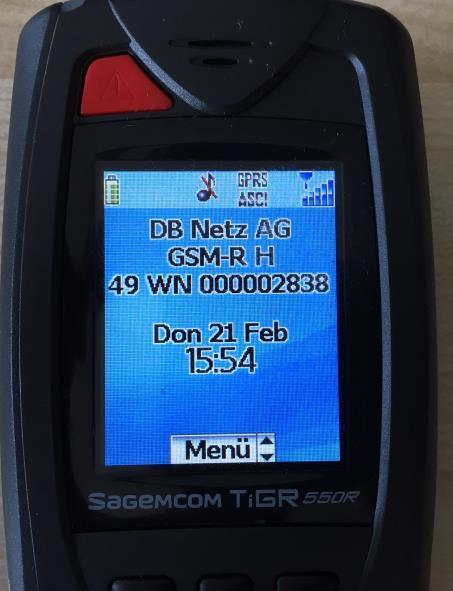 GPRS
ASCI
DB Netz AG
GSM-R H
49 WN 000002838
Don 21 Feb
15:54
Menü
SAGEMCOM TiGR 550R